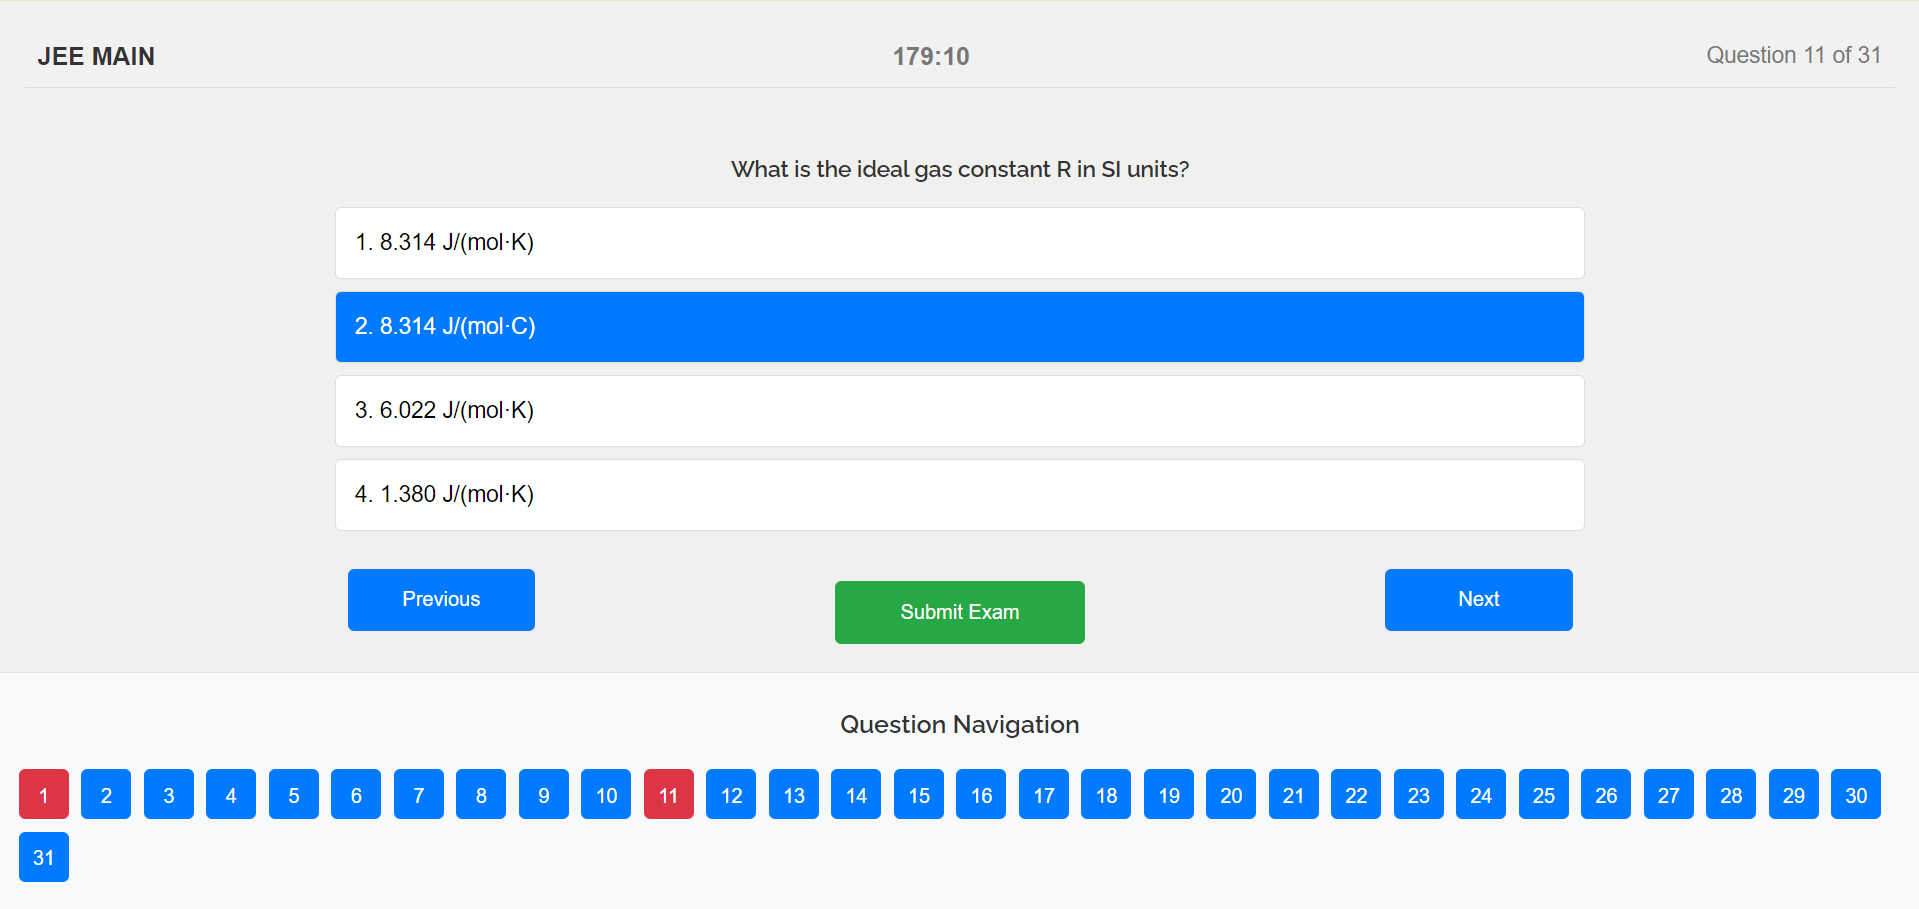 JEE MAIN
179:10
Question 11 of 31
What is the ideal gas constant R in SI units?
1. 8.314 J/(mol·K)
2. 8.314 J/(mol·C)
3. 6.022 J/(mol·K)
4. 1.380 J/(mol·K)
Previous
Submit Exam
Next
Question Navigation
1 2 3 4 5 6 7 8 9 10 11 12 13 14 15 16 17 18 19 20 21 22 23 24 25 26 27 28 29 30
31